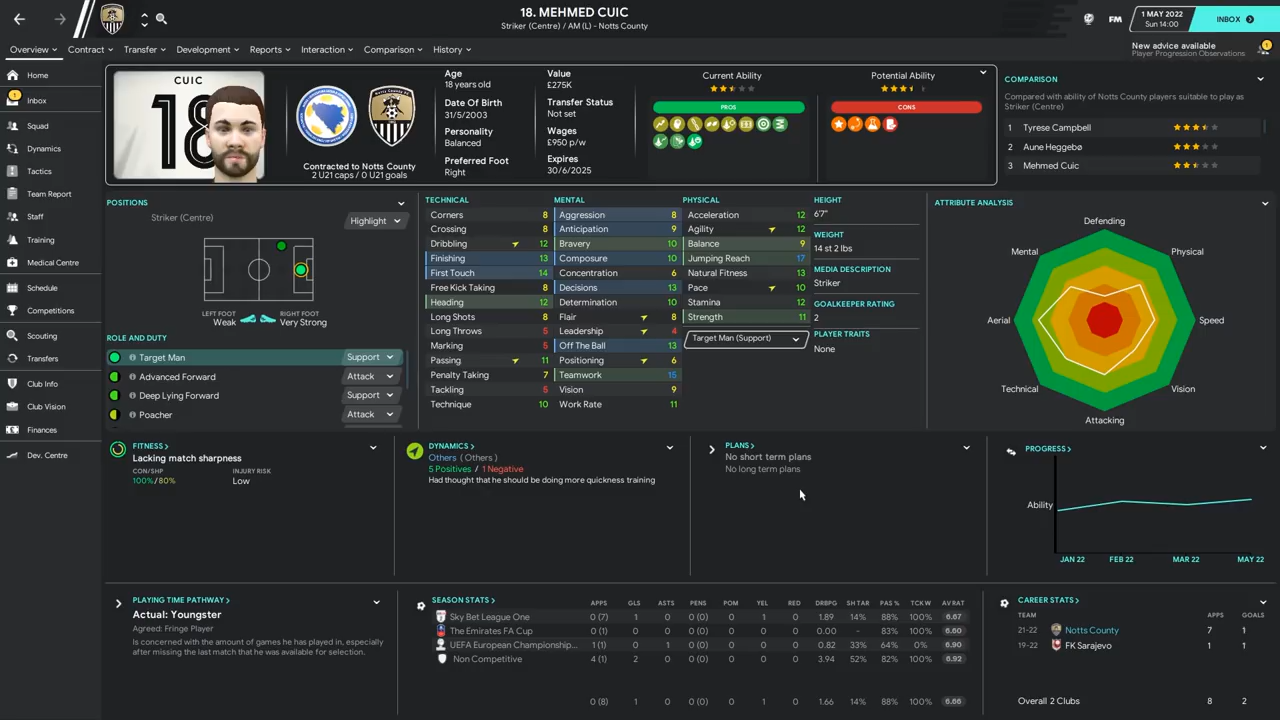 18. MEHMED CUIC
Striker (Centre) / AM (L) - Notts County
FM
1 MAY 2022
Sun 14:00
INBOX
Overview
Contract
Transfer
Development
Reports
Interaction
Comparison
History
New advice available
Player Progression Observations
1
Home
1
Inbox
Squad
Dynamics
Tactics
Team Report
Staff
Training
Medical Centre
Schedule
Competitions
Scouting
Transfers
Club Info
Club Vision
Finances
Dev. Centre
CUIC
18
Contracted to Notts County
2 U21 caps / 0 U21 goals
Age
18 years old
Date Of Birth
31/5/2003
Personality
Balanced
Preferred Foot
Right
Value
£275K
Transfer Status
Not set
Wages
£950 p/w
Expires
30/6/2025
Current Ability
PROS
Potential Ability
CONS
COMPARISON
Compared with ability of Notts County players suitable to play as
Striker (Centre)
1 Tyrese Campbell
2 Aune Heggebø
3 Mehmed Cuic
POSITIONS
Striker (Centre)
Highlight
LEFT FOOT
Weak
RIGHT FOOT
Very Strong
ROLE AND DUTY
Target Man Support
Advanced Forward Attack
Deep Lying Forward Support
Poacher Attack
TECHNICAL
Corners 8
Crossing 8
Dribbling 12
Finishing 13
First Touch 14
Free Kick Taking 8
Heading 12
Long Shots 8
Long Throws 5
Marking 5
Passing 11
Penalty Taking 7
Tackling 5
Technique 10
MENTAL
Aggression 8
Anticipation 9
Bravery 10
Composure 10
Concentration 6
Decisions 13
Determination 10
Flair 8
Leadership 4
Off The Ball 13
Positioning 6
Teamwork 15
Vision 9
Work Rate 11
PHYSICAL
Acceleration 12
Agility 12
Balance 9
Jumping Reach 17
Natural Fitness 13
Pace 10
Stamina 12
Strength 11
Target Man (Support)
HEIGHT
6'7"
WEIGHT
14 st 2 lbs
MEDIA DESCRIPTION
Striker
GOALKEEPER RATING
2
PLAYER TRAITS
None
ATTRIBUTE ANALYSIS
Defending
Mental
Physical
Aerial
Speed
Technical
Vision
Attacking
FITNESS
Lacking match sharpness
CON/SHP
100%/80%
INJURY RISK
Low
DYNAMICS
Others ( Others )
5 Positives / 1 Negative
Had thought that he should be doing more quickness training
PLANS
No short term plans
No long term plans
PROGRESS
Ability
JAN 22
FEB 22
MAR 22
MAY 22
PLAYING TIME PATHWAY
Actual: Youngster
Agreed: Fringe Player
Is concerned with the amount of games he has played in, especially
after missing the last match that he was available for selection.
SEASON STATS APPS GLS ASTS PENS POM YEL RED DRBPG SH TAR PAS % TCK W AV RAT
Sky Bet League One 0 (7) 1 0 0 (0) 0 1 0 1.89 14% 88% 100% 6.67
The Emirates FA Cup 0 (1) 0 0 0 (0) 0 0 0 0.00 - 83% 100% 6.60
UEFA European Championship... 1 (1) 0 1 0 (0) 0 0 0 0.82 33% 64% 0% 6.90
Non Competitive 4 (1) 2 0 0 (0) 0 0 0 3.94 52% 82% 100% 6.92
0 (8) 1 0 0 (0) 0 1 0 1.66 14% 88% 100% 6.66
CAREER STATS
TEAM APPS GOALS
21-22 Notts County 7 1
19-22 FK Sarajevo 1 1
Overall 2 Clubs 8 2